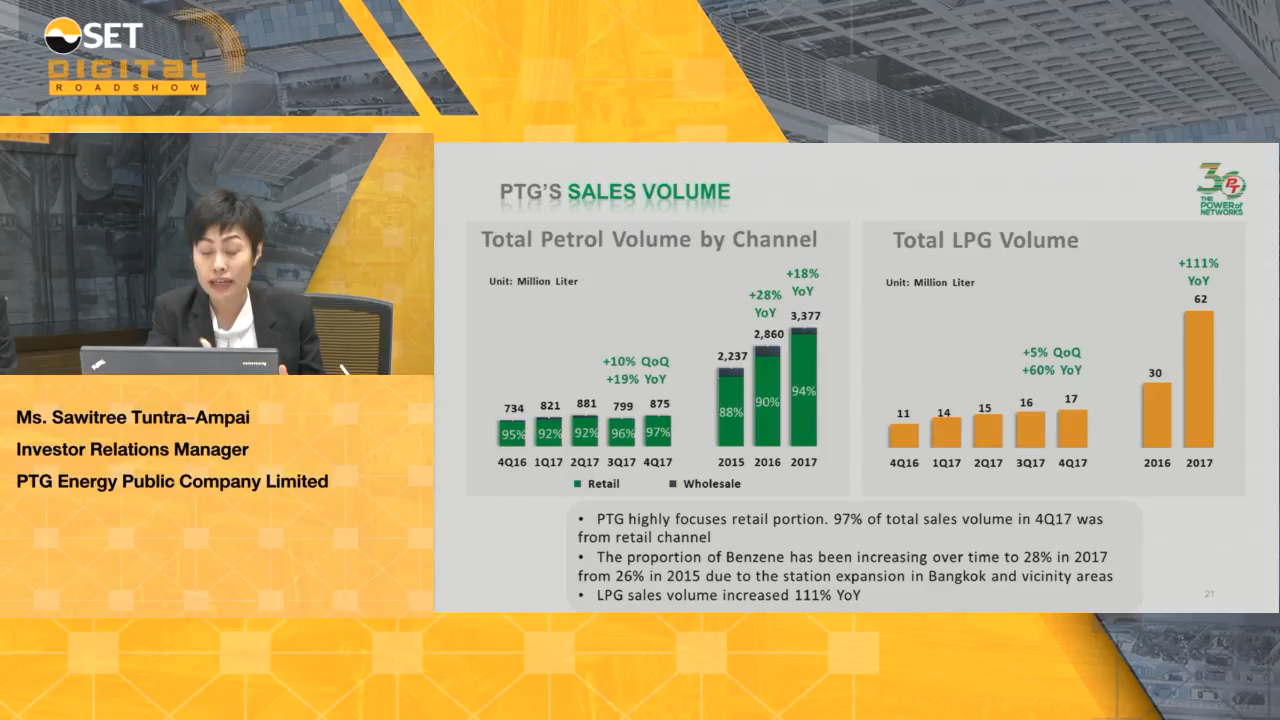 SET
DIGITAL
ROADSHOW
Ms. Sawitree Tuntra-Ampai
Investor Relations Manager
PTG Energy Public Company Limited
PTG'S SALES VOLUME
30
PT
THE
POWER of
NETWORKS
Total Petrol Volume by Channel
Unit: Million Liter
+18%
YoY
+28%
YoY
+10% QoQ
+19% YoY
734 821 881 799 875 2,237 2,860 3,377
95% 92% 92% 96% 97% 88% 90% 94%
4Q16 1Q17 2Q17 3Q17 4Q17 2015 2016 2017
Retail Wholesale
Total LPG Volume
Unit: Million Liter
+111%
YoY
+5% QoQ
+60% YoY
11 14 15 16 17 30 62
4Q16 1Q17 2Q17 3Q17 4Q17 2016 2017
• PTG highly focuses retail portion. 97% of total sales volume in 4Q17 was
from retail channel
• The proportion of Benzene has been increasing over time to 28% in 2017
from 26% in 2015 due to the station expansion in Bangkok and vicinity areas
• LPG sales volume increased 111% YoY
21